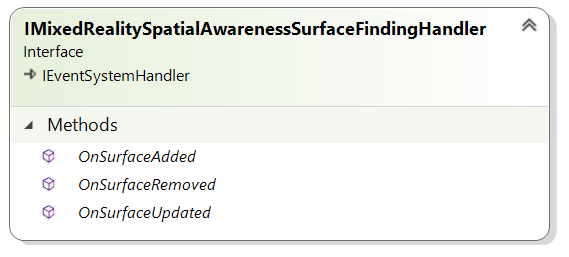 IMixedRealitySpatialAwarenessSurfaceFindingHandler
Interface
IEventSystemHandler
Methods
OnSurfaceAdded
OnSurfaceRemoved
OnSurfaceUpdated